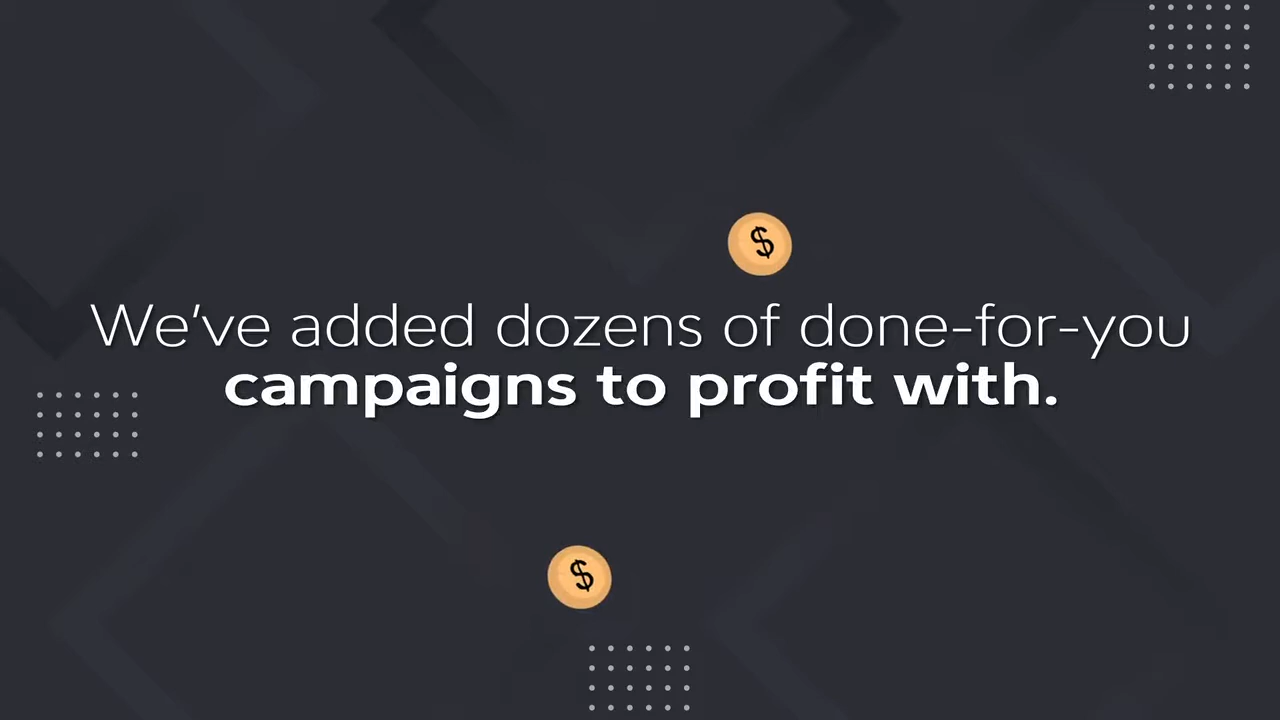 $
We've added dozens of done-for-you
campaigns to profit with.
$